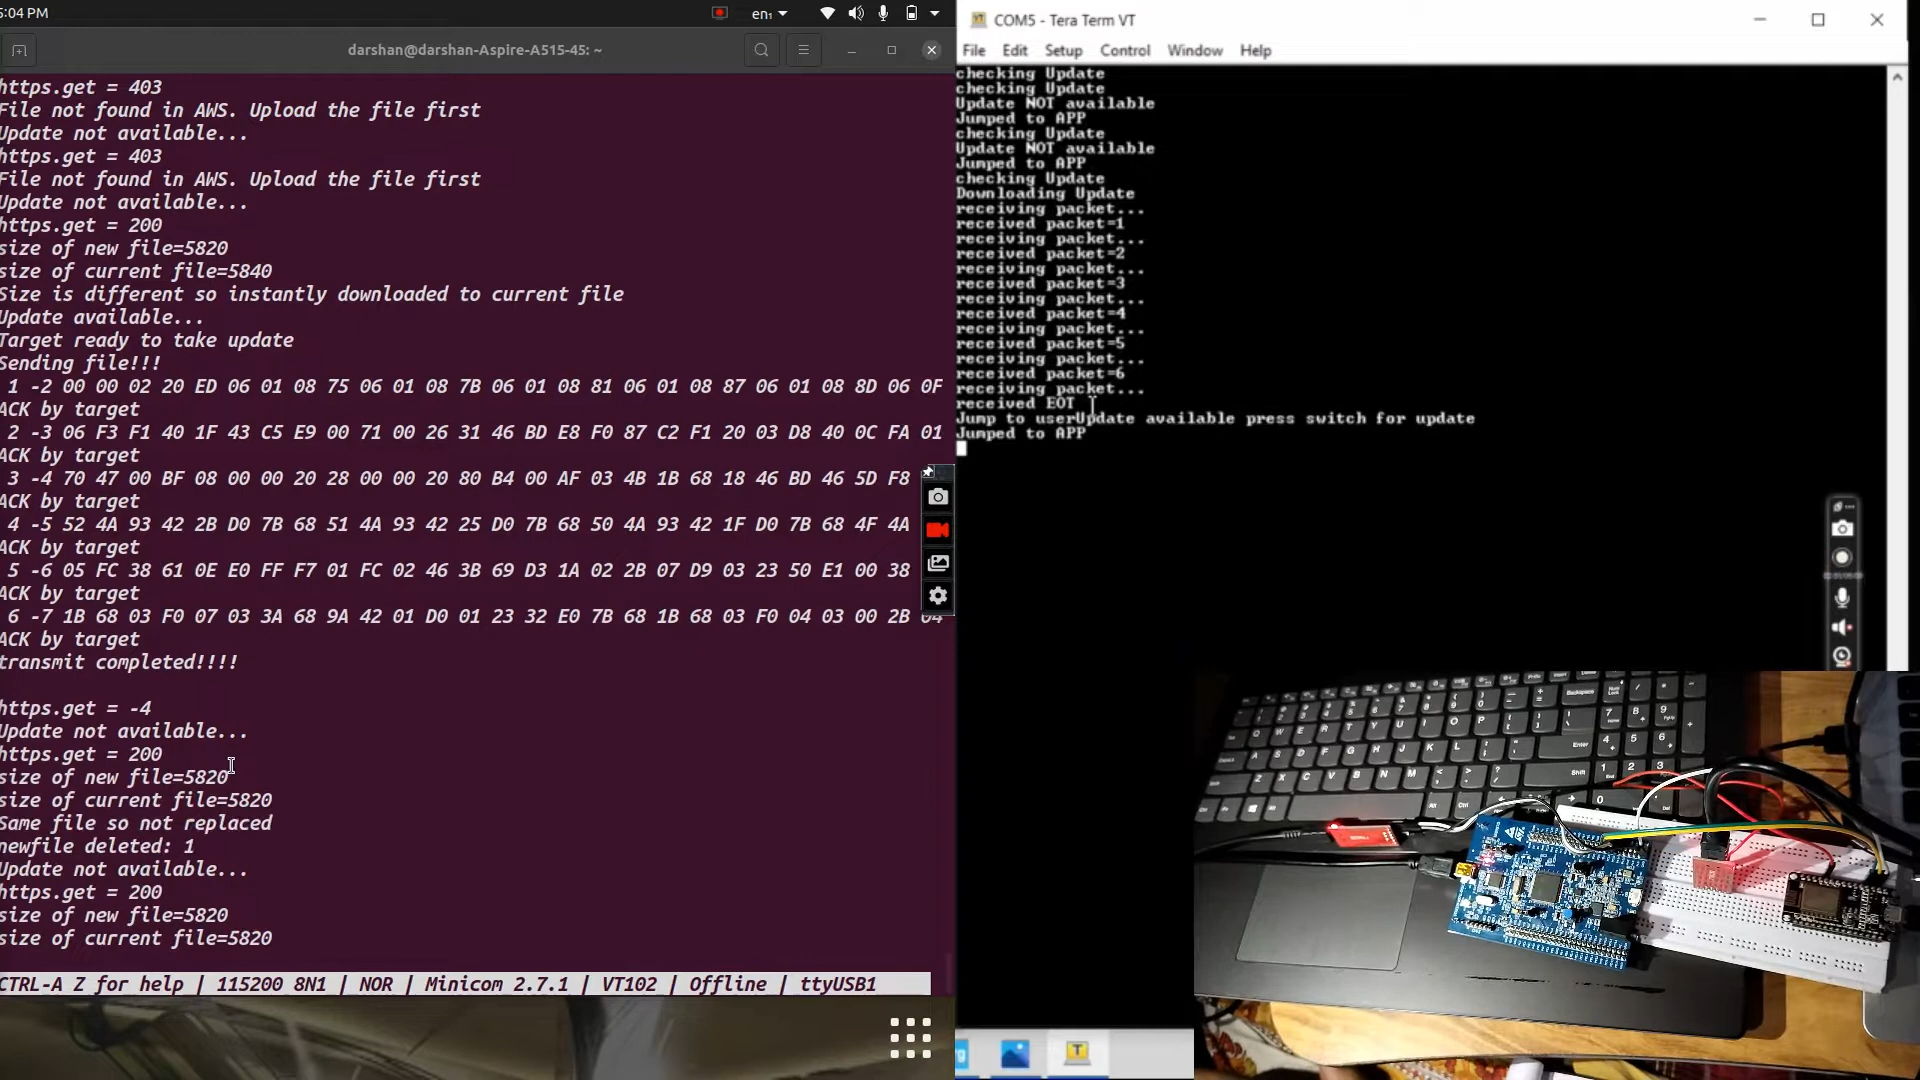 5:04 PM
en₁
darshan@darshan-Aspire-A515-45: ~
https.get = 403
File not found in AWS. Upload the file first
Update not available...
https.get = 403
File not found in AWS. Upload the file first
Update not available...
https.get = 200
size of new file=5820
size of current file=5840
Size is different so instantly downloaded to current file
Update available...
Target ready to take update
Sending file!!!
1 -2 00 00 02 20 ED 06 01 08 75 06 01 08 7B 06 01 08 81 06 01 08 87 06 01 08 8D 06 0F
ACK by target
2 -3 06 F3 F1 40 1F 43 C5 E9 00 71 00 26 31 46 BD E8 F0 87 C2 F1 20 03 D8 40 0C FA 01
ACK by target
3 -4 70 47 00 BF 08 00 00 20 28 00 00 20 80 B4 00 AF 03 4B 1B 68 18 46 BD 46 5D F8
ACK by target
4 -5 52 4A 93 42 2B D0 7B 68 51 4A 93 42 25 D0 7B 68 50 4A 93 42 1F D0 7B 68 4F 4A
ACK by target
5 -6 05 FC 38 61 0E E0 FF F7 01 FC 02 46 3B 69 D3 1A 02 2B 07 D9 03 23 50 E1 00 38
ACK by target
6 -7 1B 68 03 F0 07 03 3A 68 9A 42 01 D0 01 23 32 E0 7B 68 1B 68 03 F0 04 03 00 2B 04
ACK by target
transmit completed!!!!
https.get = -4
Update not available...
https.get = 200
size of new file=5820
size of current file=5820
Same file so not replaced
newfile deleted: 1
Update not available...
https.get = 200
size of new file=5820
size of current file=5820
CTRL-A Z for help | 115200 8N1 | NOR | Minicom 2.7.1 | VT102 | Offline | ttyUSB1
COM5 - Tera Term VT
File Edit Setup Control Window Help
checking Update
checking Update
Update NOT available
Jumped to APP
checking Update
Update NOT available
Jumped to APP
checking Update
Downloading Update
receiving packet...
received packet=1
receiving packet...
received packet=2
receiving packet...
received packet=3
receiving packet...
received packet=4
receiving packet...
received packet=5
receiving packet...
received packet=6
receiving packet...
received EOT
Jump to userUpdate available press switch for update
Jumped to APP